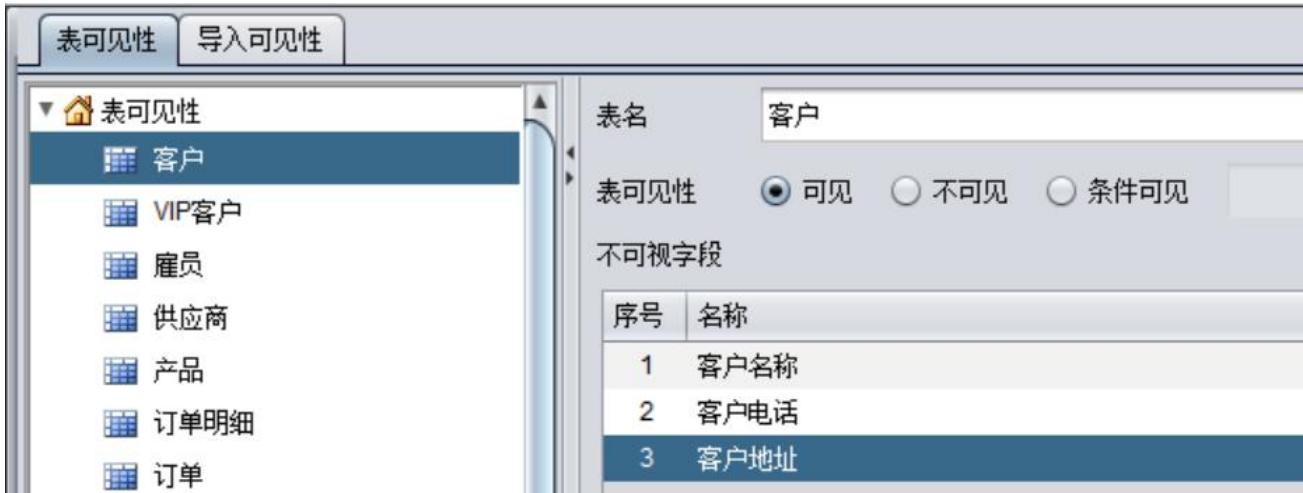 表可见性 导入可见性
表可见性
客户
VIP客户
雇员
供应商
产品
订单明细
订单
表名 客户
表可见性 可见 不可见 条件可见
不可视字段
序号 名称
1 客户名称
2 客户电话
3 客户地址